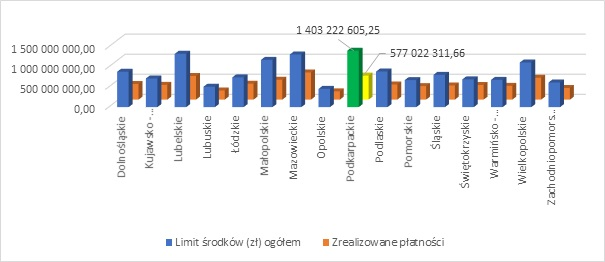 1 403 222 605,25
577 022 311,66
1 500 000 000,00
1 000 000 000,00
500 000 000,00
0,00
Dolnośląskie
Kujawsko -...
Lubelskie
Lubuskie
Łódzkie
Małopolskie
Mazowieckie
Opolskie
Podkarpackie
Podlaskie
Pomorskie
Śląskie
Świętokrzyskie
Warmińsko -...
Wielkopolskie
Zachodniopomors...
Limit środków (zł) ogółem
Zrealizowane płatności